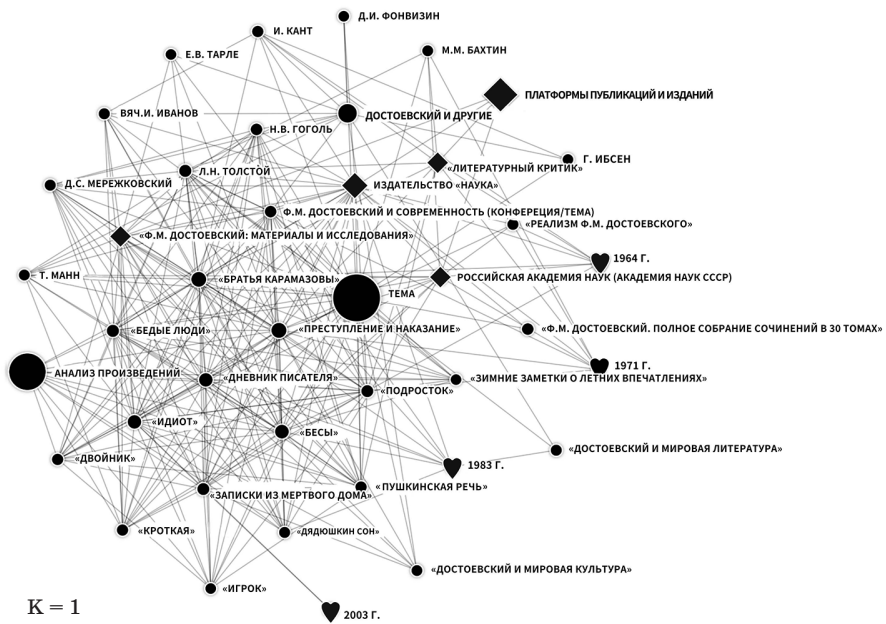 Д.И. ФОНВИЗИН
И. КАНТ
М.М. БАХТИН
Е.В. ТАРЛЕ
ПЛАТФОРМЫ ПУБЛИКАЦИЙ И ИЗДАНИЙ
ВЯЧ.И. ИВАНОВ
ДОСТОЕВСКИЙ И ДРУГИЕ
Н.В. ГОГОЛЬ
Г. ИБСЕН
«ЛИТЕРАТУРНЫЙ КРИТИК»
Л.Н. ТОЛСТОЙ
Д.С. МЕРЕЖКОВСКИЙ
ИЗДАТЕЛЬСТВО «НАУКА»
Ф.М. ДОСТОЕВСКИЙ И СОВРЕМЕННОСТЬ (КОНФЕРЕЦИЯ/ТЕМА)
«РЕАЛИЗМ Ф.М. ДОСТОЕВСКОГО»
«Ф.М. ДОСТОЕВСКИЙ: МАТЕРИАЛЫ И ИССЛЕДОВАНИЯ»
1964 Г.
Т. МАНН
«БРАТЬЯ КАРАМАЗОВЫ»
РОССИЙСКАЯ АКАДЕМИЯ НАУК (АКАДЕМИЯ НАУК СССР)
ТЕМА
«БЕДЫЕ ЛЮДИ»
«ПРЕСТУПЛЕНИЕ И НАКАЗАНИЕ»
«Ф.М. ДОСТОЕВСКИЙ. ПОЛНОЕ СОБРАНИЕ СОЧИНЕНИЙ В 30 ТОМАХ»
1971 Г.
АНАЛИЗ ПРОИЗВЕДЕНИЙ
«ДНЕВНИК ПИСАТЕЛЯ»
«ЗИМНИЕ ЗАМЕТКИ О ЛЕТНИХ ВПЕЧАТЛЕНИЯХ»
«ПОДРОСТОК»
«ИДИОТ»
«БЕСЫ»
«ДОСТОЕВСКИЙ И МИРОВАЯ ЛИТЕРАТУРА»
«ДВОЙНИК»
1983 Г.
«ПУШКИНСКАЯ РЕЧЬ»
«ЗАПИСКИ ИЗ МЕРТВОГО ДОМА»
«КРОТКАЯ»
«ДЯДЮШКИН СОН»
«ДОСТОЕВСКИЙ И МИРОВАЯ КУЛЬТУРА»
«ИГРОК»
K = 1
2003 Г.